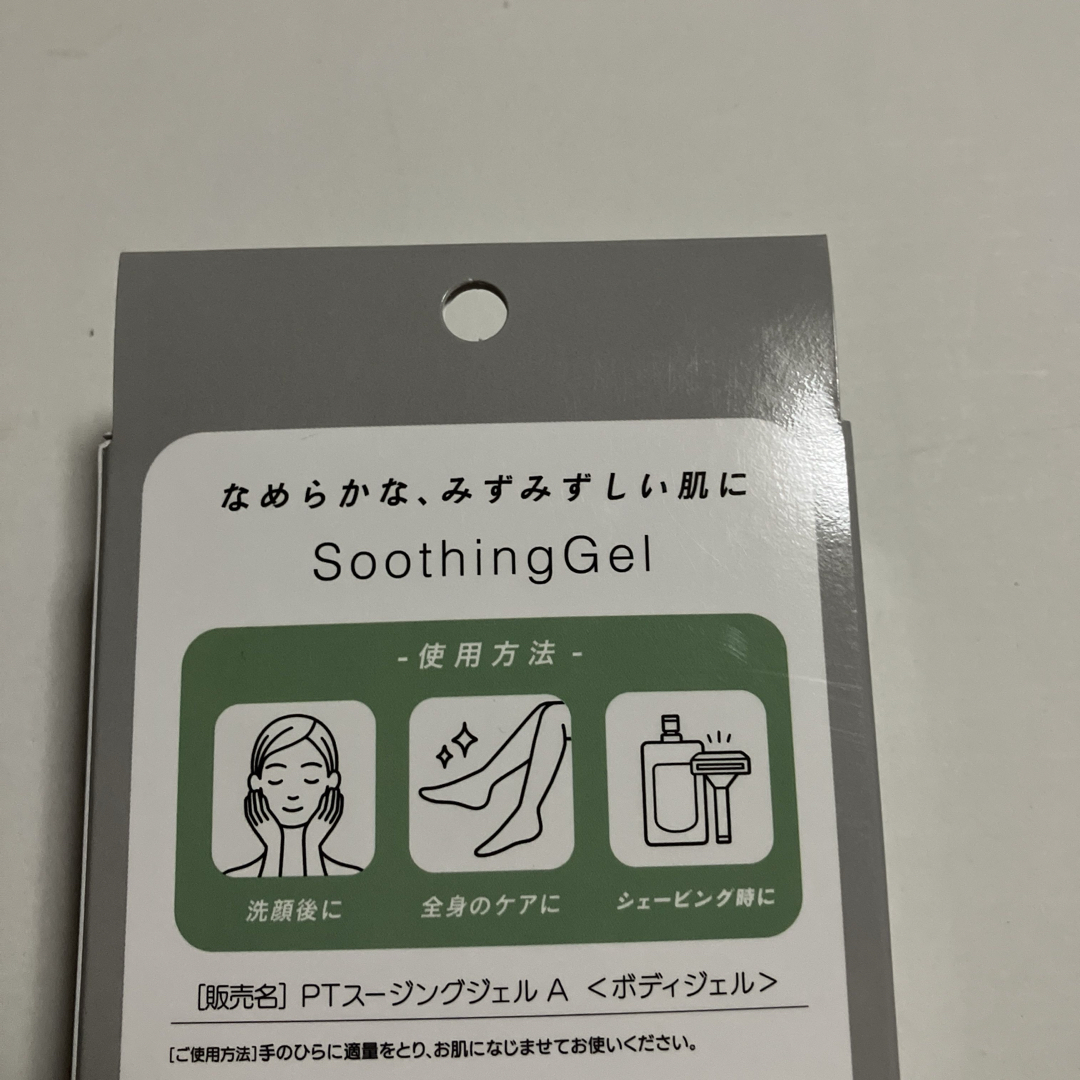 なめらかな、みずみずしい肌に
SoothingGel
-使用方法-
洗顔後に
全身のケアに
シェービング時に
[販売名] PTスージングジェル A <ボディジェル>
[ご使用方法]手のひらに適量をとり、お肌になじませてお使いください。